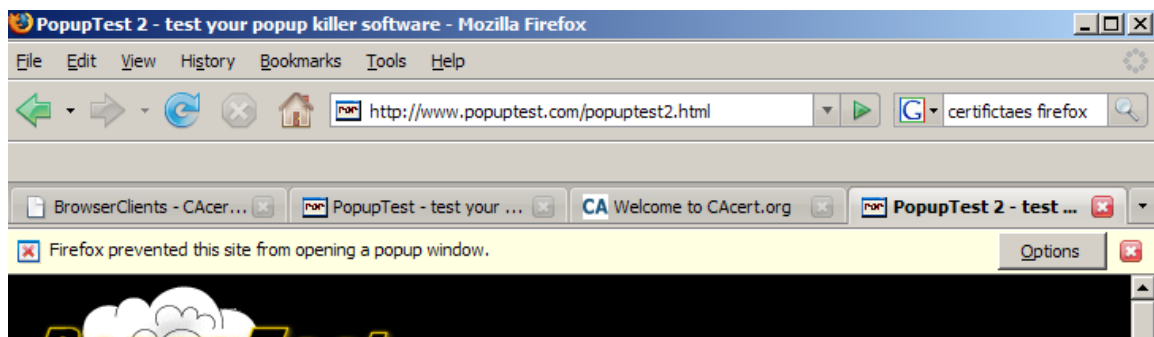 PopupTest 2 - test your popup killer software - Mozilla Firefox
File Edit View History Bookmarks Tools Help
http://www.popuptest.com/popuptest2.html G certifictaes firefox
BrowserClients - CAcer... PopupTest - test your ... CA Welcome to CAcert.org PopupTest 2 - test ...
Firefox prevented this site from opening a popup window. Options